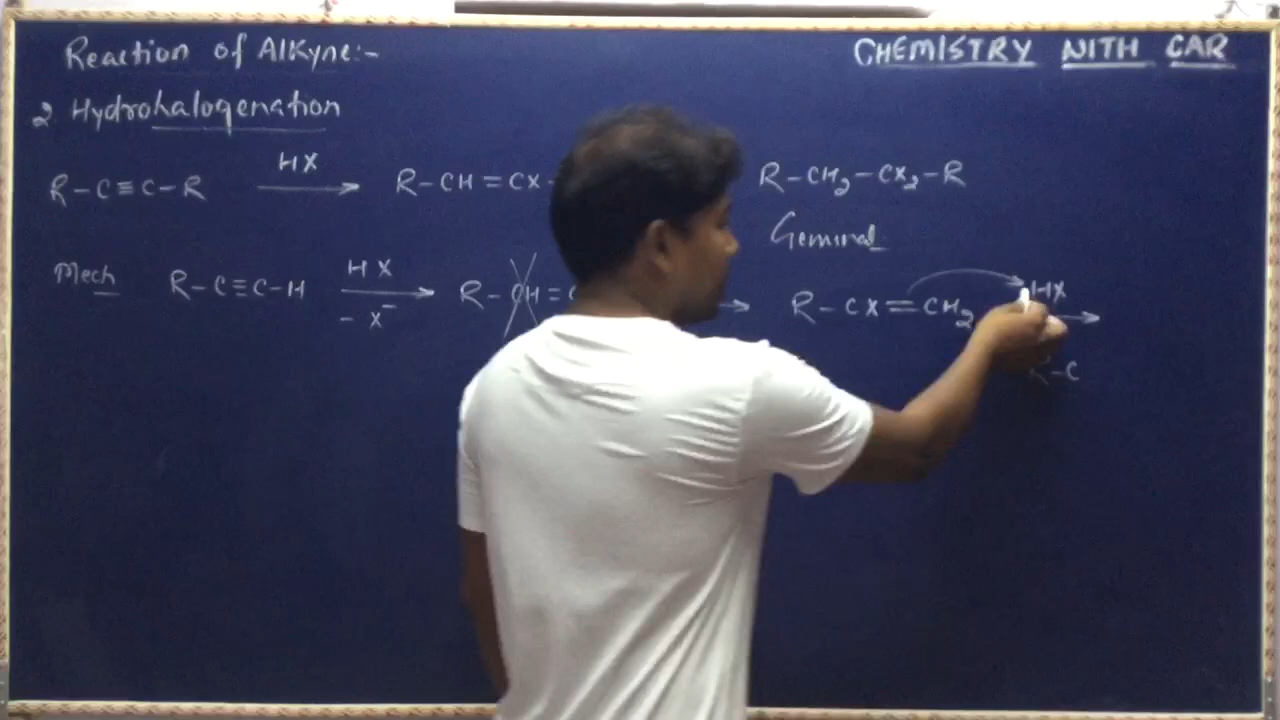 Reaction of Alkyne:-
CHEMISTRY WITH CAR
2 Hydrohalogenation
R-C≡C-R HX → R-CH=CX- R-CH₂-CX₂-R
Geminal
Mech R-C≡C-H HX → -X⁻ R-CH= → R-CX=CH₂ HX →
-C